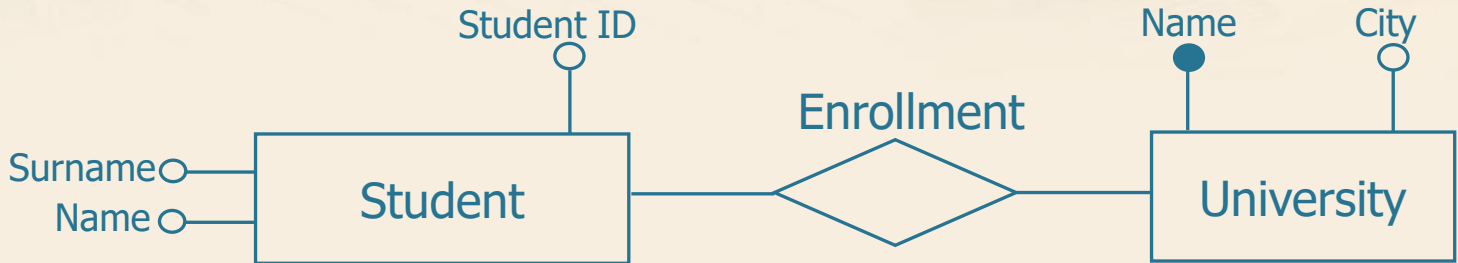 Student ID
Name
City
Enrollment
Surname
Name
Student
University